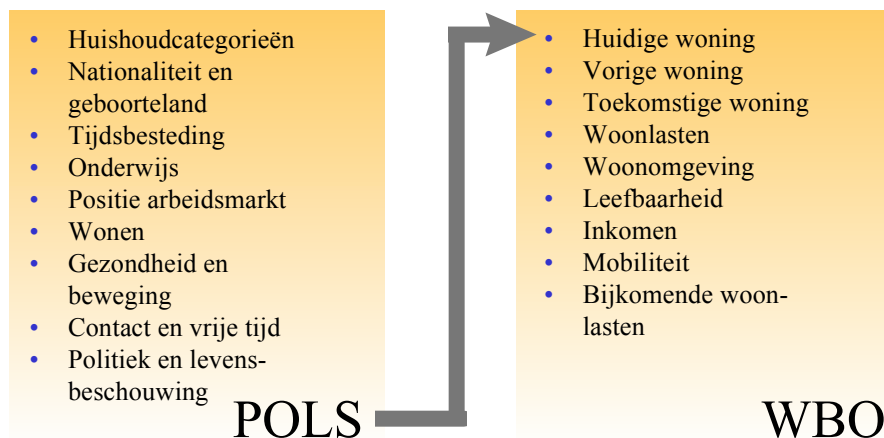 • Huishoudcategorieën
• Nationaliteit en
geboorteland
• Tijdsbesteding
• Onderwijs
• Positie arbeidsmarkt
• Wonen
• Gezondheid en
beweging
• Contact en vrije tijd
• Politiek en levens-
beschouwing
POLS
• Huidige woning
• Vorige woning
• Toekomstige woning
• Woonlasten
• Woonomgeving
• Leefbaarheid
• Inkomen
• Mobiliteit
• Bijkomende woon-
lasten
WBO